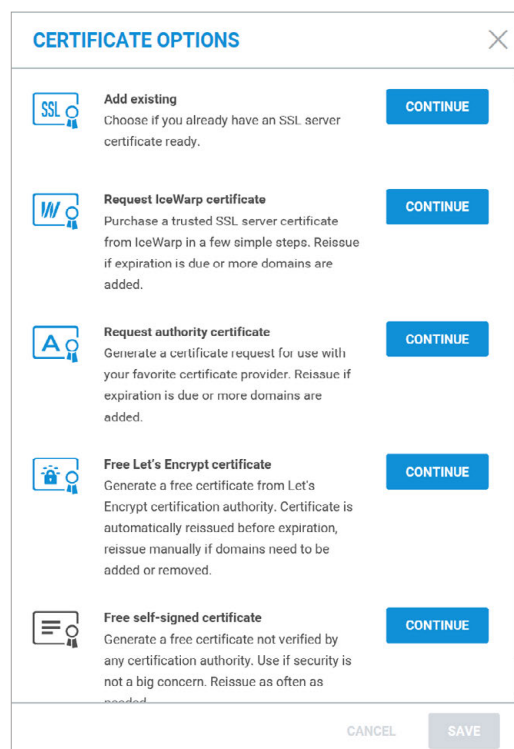 CERTIFICATE OPTIONS
SSL
Add existing
Choose if you already have an SSL server
certificate ready.
CONTINUE
W
Request IceWarp certificate
Purchase a trusted SSL server certificate
from IceWarp in a few simple steps. Reissue
if expiration is due or more domains are
added.
CONTINUE
A
Request authority certificate
Generate a certificate request for use with
your favorite certificate provider. Reissue if
expiration is due or more domains are
added.
CONTINUE
Free Let's Encrypt certificate
Generate a free certificate from Let's
Encrypt certification authority. Certificate is
automatically reissued before expiration,
reissue manually if domains need to be
added or removed.
CONTINUE
Free self-signed certificate
Generate a free certificate not verified by
any certification authority. Use if security is
not a big concern. Reissue as often as
CONTINUE
CANCEL
SAVE